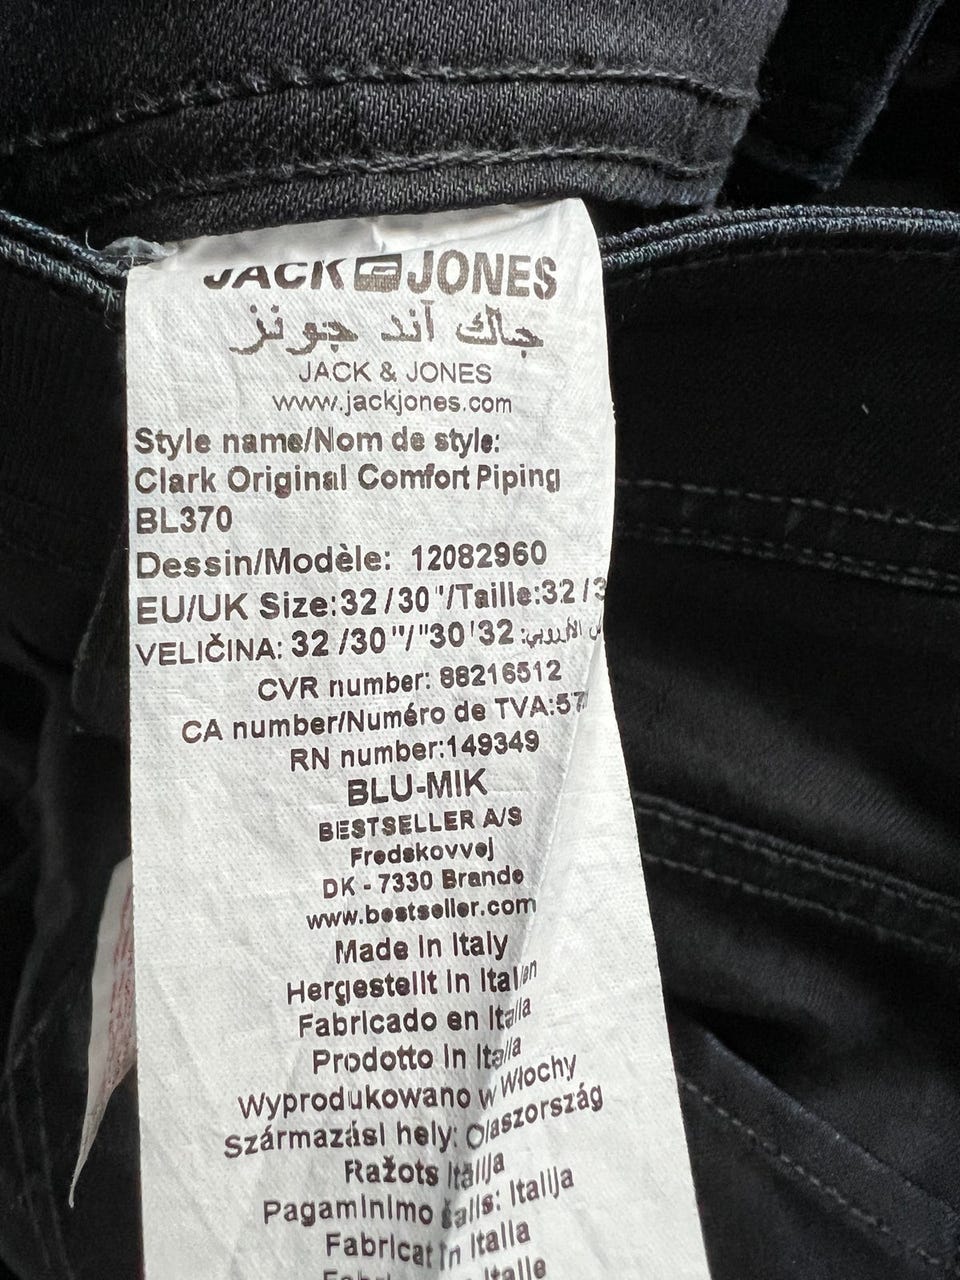 JACK JONES
جاك آند جونز
JACK & JONES
www.jackjones.com
Style name/Nom de style:
Clark Original Comfort Piping
BL370
Dessin/Modèle: 12082960
EU/UK Size:32/30"/Taille:32/3
VELIČINA: 32/30"/"30'32:
CVR number: 88216512
CA number/Numéro de TVA:57
RN number:149349
BLU-MIK
BESTSELLER A/S
Fredskovvej
DK - 7330 Brande
www.bestseller.com
Made in Italy
Hergestellt in Italien
Fabricado en Italia
Prodotto in Italia
Wyprodukowano w Włochy
Származási hely: Olaszország
Ražots Itālija
Pagaminimo šalis: Italija
Fabricat în Italia
Italie